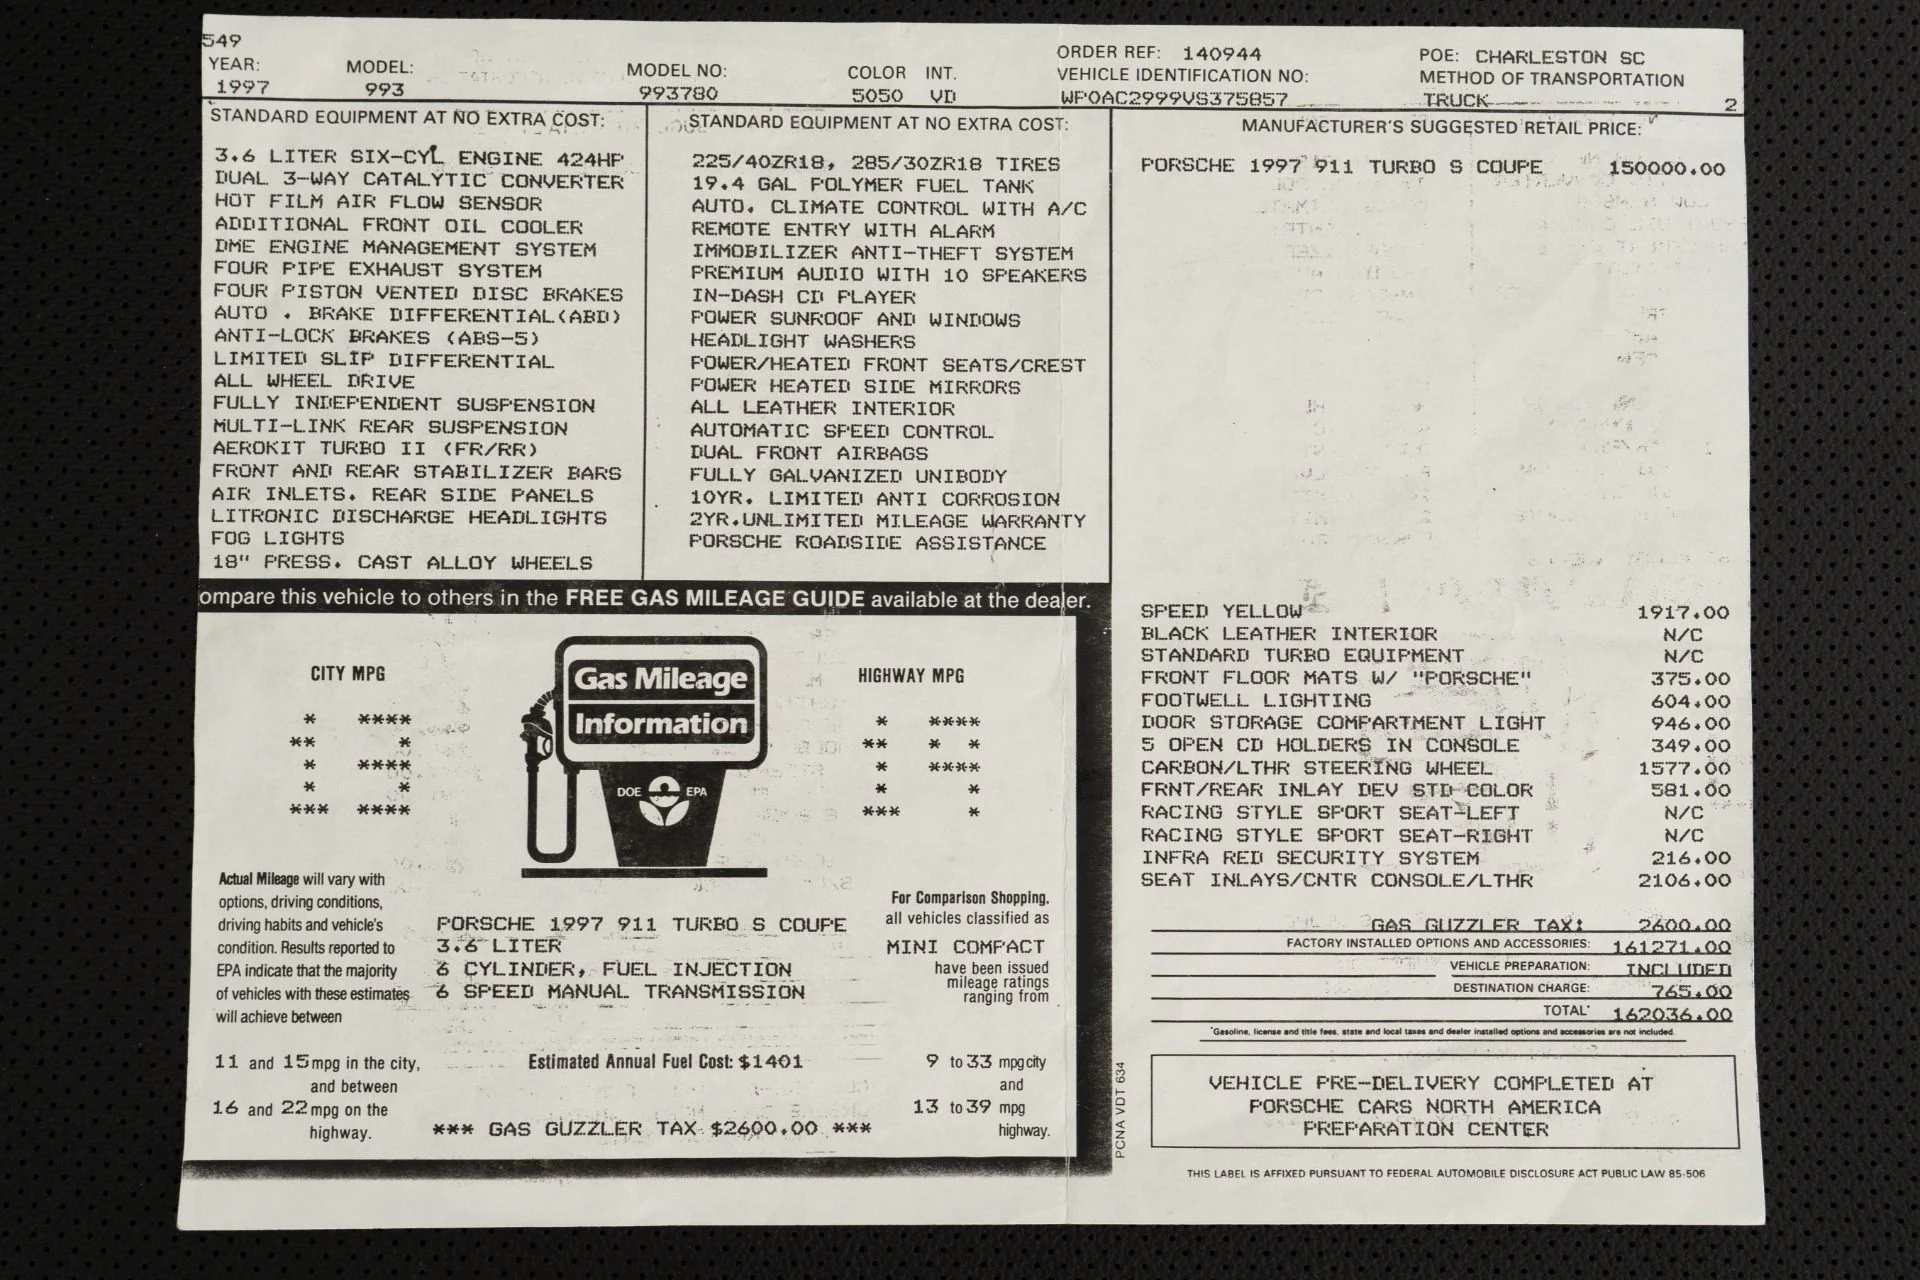 549
YEAR: MODEL: MODEL NO: COLOR INT. ORDER REF: 140944 POE: CHARLESTON SC
1997 993 993780 5050 VD VEHICLE IDENTIFICATION NO: METHOD OF TRANSPORTATION
WP0AC2999VS375857 TRUCK 2
STANDARD EQUIPMENT AT NO EXTRA COST:
3.6 LITER SIX-CYL ENGINE 424HP
DUAL 3-WAY CATALYTIC CONVERTER
HOT FILM AIR FLOW SENSOR
ADDITIONAL FRONT OIL COOLER
DME ENGINE MANAGEMENT SYSTEM
FOUR PIPE EXHAUST SYSTEM
FOUR PISTON VENTED DISC BRAKES
AUTO . BRAKE DIFFERENTIAL(ABD)
ANTI-LOCK BRAKES (ABS-5)
LIMITED SLIP DIFFERENTIAL
ALL WHEEL DRIVE
FULLY INDEPENDENT SUSPENSION
MULTI-LINK REAR SUSPENSION
AEROKIT TURBO II (FR/RR)
FRONT AND REAR STABILIZER BARS
AIR INLETS. REAR SIDE PANELS
LITRONIC DISCHARGE HEADLIGHTS
FOG LIGHTS
18" PRESS. CAST ALLOY WHEELS
STANDARD EQUIPMENT AT NO EXTRA COST:
225/40ZR18, 285/30ZR18 TIRES
19.4 GAL POLYMER FUEL TANK
AUTO. CLIMATE CONTROL WITH A/C
REMOTE ENTRY WITH ALARM
IMMOBILIZER ANTI-THEFT SYSTEM
PREMIUM AUDIO WITH 10 SPEAKERS
IN-DASH CD PLAYER
POWER SUNROOF AND WINDOWS
HEADLIGHT WASHERS
POWER/HEATED FRONT SEATS/CREST
POWER HEATED SIDE MIRRORS
ALL LEATHER INTERIOR
AUTOMATIC SPEED CONTROL
DUAL FRONT AIRBAGS
FULLY GALVANIZED UNIBODY
10YR. LIMITED ANTI CORROSION
2YR.UNLIMITED MILEAGE WARRANTY
PORSCHE ROADSIDE ASSISTANCE
MANUFACTURER'S SUGGESTED RETAIL PRICE:
PORSCHE 1997 911 TURBO S COUPE 150000.00
SPEED YELLOW 1917.00
BLACK LEATHER INTERIOR N/C
STANDARD TURBO EQUIPMENT N/C
FRONT FLOOR MATS W/ "PORSCHE" 375.00
FOOTWELL LIGHTING 604.00
DOOR STORAGE COMPARTMENT LIGHT 946.00
5 OPEN CD HOLDERS IN CONSOLE 349.00
CARBON/LTHR STEERING WHEEL 1577.00
FRNT/REAR INLAY DEV STD COLOR 581.00
RACING STYLE SPORT SEAT-LEFT N/C
RACING STYLE SPORT SEAT-RIGHT N/C
INFRA RED SECURITY SYSTEM 216.00
SEAT INLAYS/CNTR CONSOLE/LTHR 2106.00
GAS GUZZLER TAX: 2600.00
FACTORY INSTALLED OPTIONS AND ACCESSORIES: 161271.00
VEHICLE PREPARATION: INCLUDED
DESTINATION CHARGE: 765.00
TOTAL* 162036.00
*Gasoline, license and title fees, state and local taxes and dealer installed options and accessories are not included.
VEHICLE PRE-DELIVERY COMPLETED AT
PORSCHE CARS NORTH AMERICA
PREPARATION CENTER
THIS LABEL IS AFFIXED PURSUANT TO FEDERAL AUTOMOBILE DISCLOSURE ACT PUBLIC LAW 85-506
PCNA VDT 634
ompare this vehicle to others in the FREE GAS MILEAGE GUIDE available at the dealer.
CITY MPG
* ****
** *
* ****
* *
*** ****
Gas Mileage
Information
DOE EPA
HIGHWAY MPG
* ****
** * *
* ****
* *
*** *
Actual Mileage will vary with
options, driving conditions,
driving habits and vehicle's
condition. Results reported to
EPA indicate that the majority
of vehicles with these estimates
will achieve between
11 and 15 mpg in the city,
and between
16 and 22 mpg on the
highway.
PORSCHE 1997 911 TURBO S COUPE
3.6 LITER
6 CYLINDER, FUEL INJECTION
6 SPEED MANUAL TRANSMISSION
Estimated Annual Fuel Cost: $1401
*** GAS GUZZLER TAX $2600.00 ***
For Comparison Shopping,
all vehicles classified as
MINI COMPACT
have been issued
mileage ratings
ranging from
9 to 33 mpg city
and
13 to 39 mpg
highway.